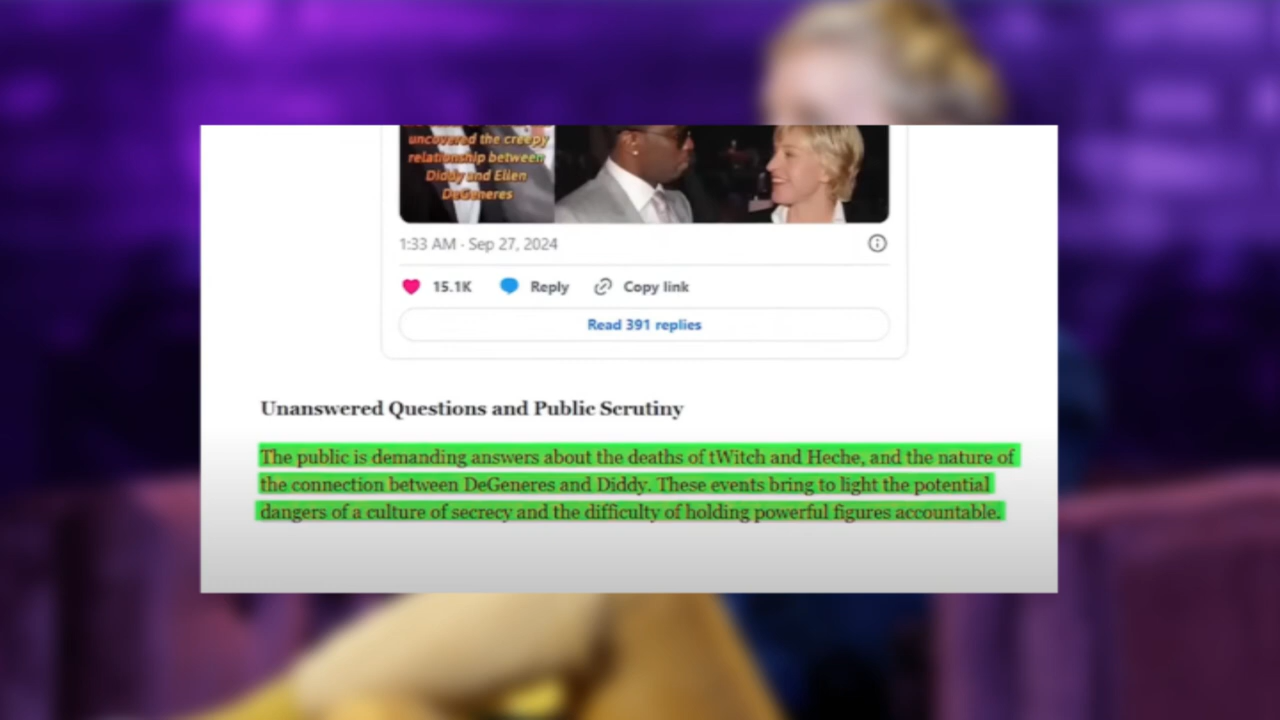 uncovered the creepy
relationship between
Diddy and Ellen
DeGeneres
1:33 AM · Sep 27, 2024
15.1K Reply Copy link
Read 391 replies
Unanswered Questions and Public Scrutiny
The public is demanding answers about the deaths of tWitch and Heche, and the nature of
the connection between DeGeneres and Diddy. These events bring to light the potential
dangers of a culture of secrecy and the difficulty of holding powerful figures accountable.